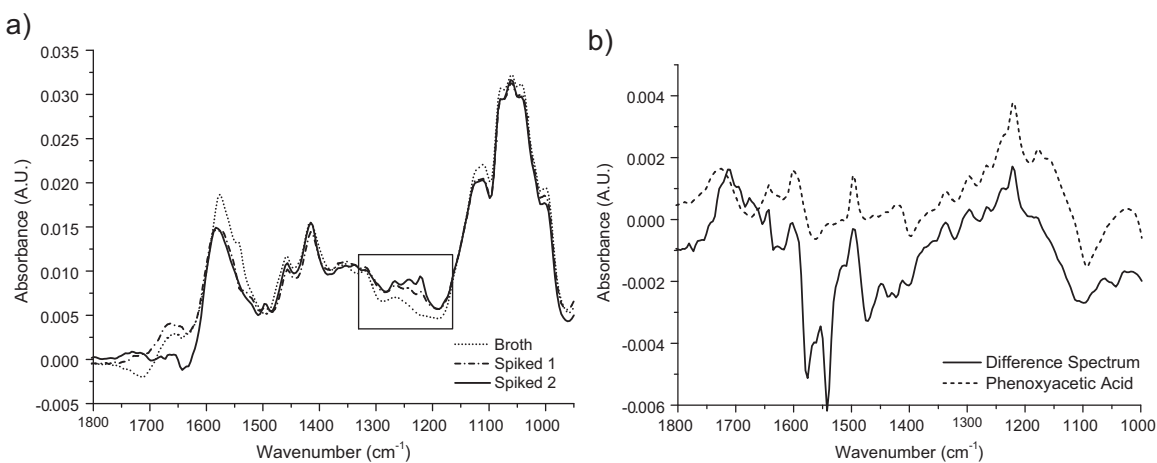 a)
0.035
0.030
0.025
0.020
0.015
0.010
0.005
0.000
-0.005
Absorbance (A.U.)
Broth
Spiked 1
Spiked 2
1800 1700 1600 1500 1400 1300 1200 1100 1000
Wavenumber (cm⁻¹)
b)
0.004
0.002
0.000
-0.002
-0.004
-0.006
Absorbance (A.U.)
Difference Spectrum
Phenoxyacetic Acid
1800 1700 1600 1500 1400 1300 1200 1100 1000
Wavenumber (cm⁻¹)